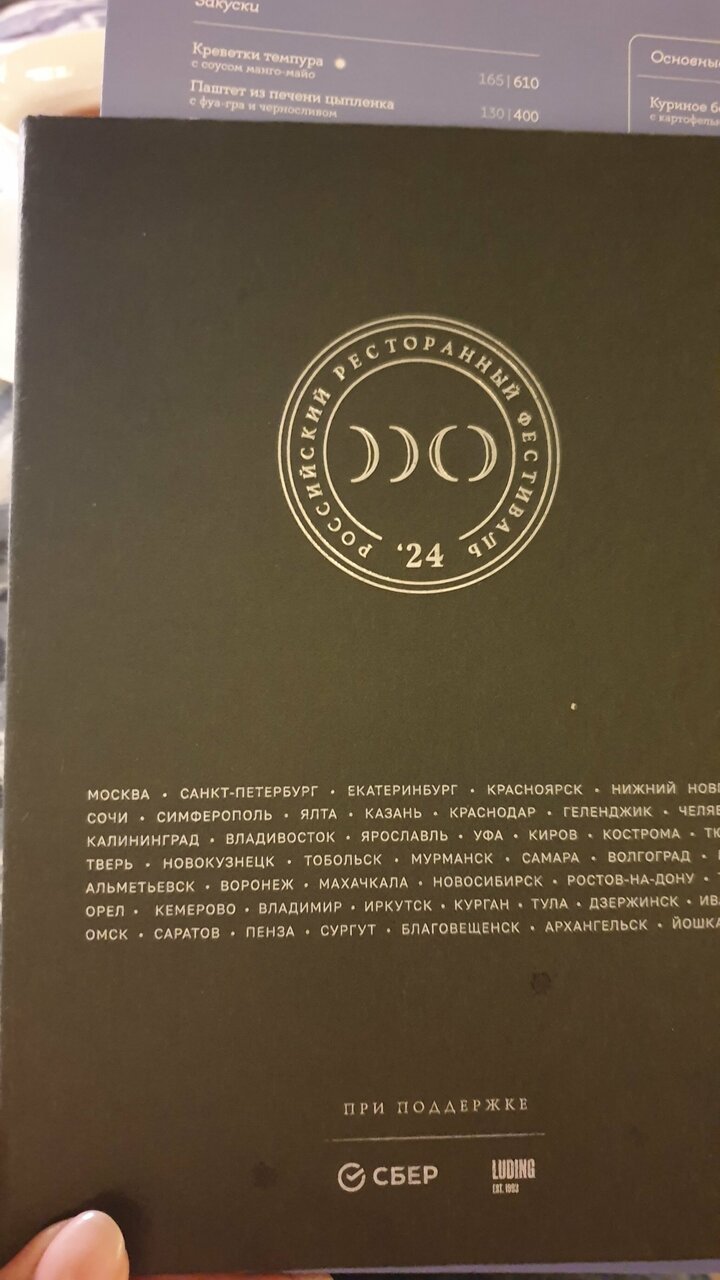 Закуски
Креветки темпура
с соусом манго-майо
165|610
Паштет из печени цыпленка
с фуа-гра и черносливом
130|400
Основные
Куриное
с
РОССИЙСКИЙ РЕСТОРАННЫЙ ФЕСТИВАЛЬ
'24
МОСКВА • САНКТ-ПЕТЕРБУРГ • ЕКАТЕРИНБУРГ • КРАСНОЯРСК • НИЖНИЙ
СОЧИ • СИМФЕРОПОЛЬ • ЯЛТА • КАЗАНЬ • КРАСНОДАР • ГЕЛЕНДЖИК •
КАЛИНИНГРАД • ВЛАДИВОСТОК • ЯРОСЛАВЛЬ • УФА • КИРОВ • КОСТРОМА •
ТВЕРЬ • НОВОКУЗНЕЦК • ТОБОЛЬСК • МУРМАНСК • САМАРА • ВОЛГОГРАД •
АЛЬМЕТЬЕВСК • ВОРОНЕЖ • МАХАЧКАЛА • НОВОСИБИРСК • РОСТОВ-НА-ДОНУ •
ОРЕЛ • КЕМЕРОВО • ВЛАДИМИР • ИРКУТСК • КУРГАН • ТУЛА • ДЗЕРЖИНСК •
ОМСК • САРАТОВ • ПЕНЗА • СУРГУТ • БЛАГОВЕЩЕНСК • АРХАНГЕЛЬСК •
ПРИ ПОДДЕРЖКЕ
СБЕР
LUDING
EST. 1993